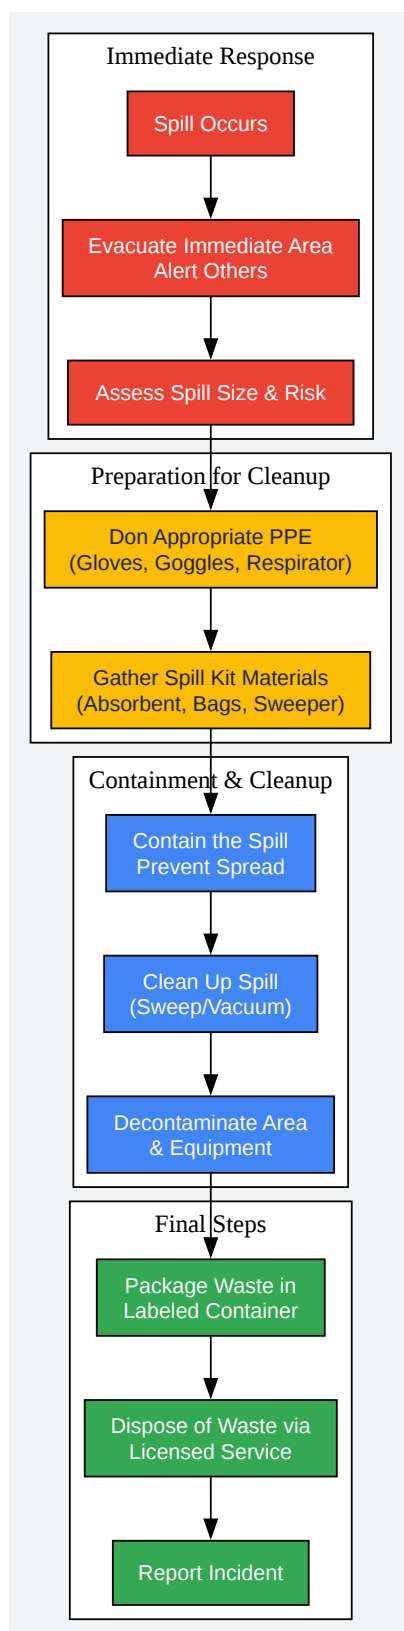 Immediate Response
Spill Occurs
Evacuate Immediate Area
Alert Others
Assess Spill Size & Risk
Preparation for Cleanup
Don Appropriate PPE
(Gloves, Goggles, Respirator)
Gather Spill Kit Materials
(Absorbent, Bags, Sweeper)
Containment & Cleanup
Contain the Spill
Prevent Spread
Clean Up Spill
(Sweep/Vacuum)
Decontaminate Area
& Equipment
Final Steps
Package Waste in
Labeled Container
Dispose of Waste via
Licensed Service
Report Incident